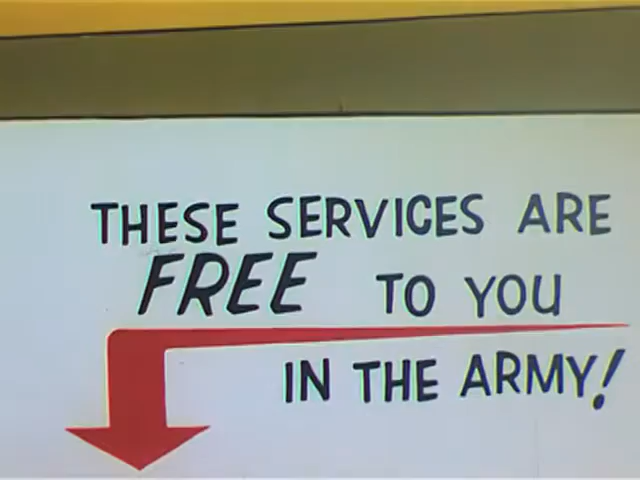 THESE SERVICES ARE
FREE TO YOU
IN THE ARMY!